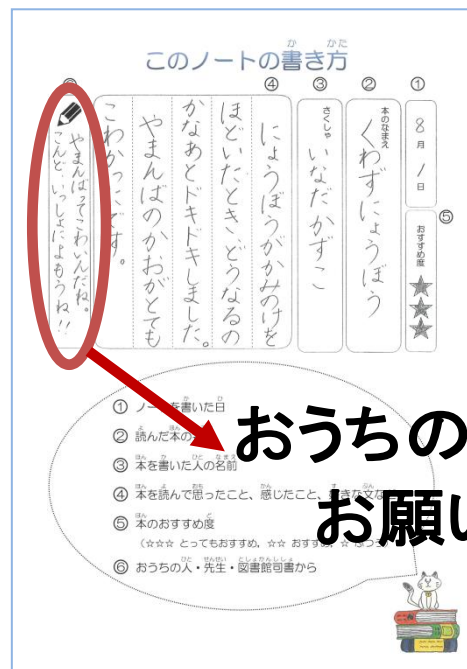 このノートの書き方
①
8月1日
⑤
おすすめ度
★★★
②
本のなまえ
くわずにょうぼう
③
さくしゃ
いなだかずこ
④
にょうぼうがかみのけを
ほどいたとき、どうなるの
かなあとドキドキしました。
やまんばのかおがとても
こわかったです。
やまんばってこわいんだね。
こんど、いっしょによもうね!!
① ノートを書いた日
② 読んだ本の
③ 本を書いた人の名前
④ 本を読んで思ったこと、感じたこと、
⑤ 本のおすすめ度
(☆☆☆ とってもおすすめ、☆☆ おすすめ、☆
⑥ おうちの人・先生・図書館司書から
おうちの
お願い